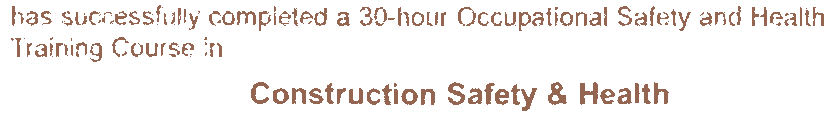 has successfully completed a 30-hour Occupational Safety and Health
Training Course in
Construction Safety & Health